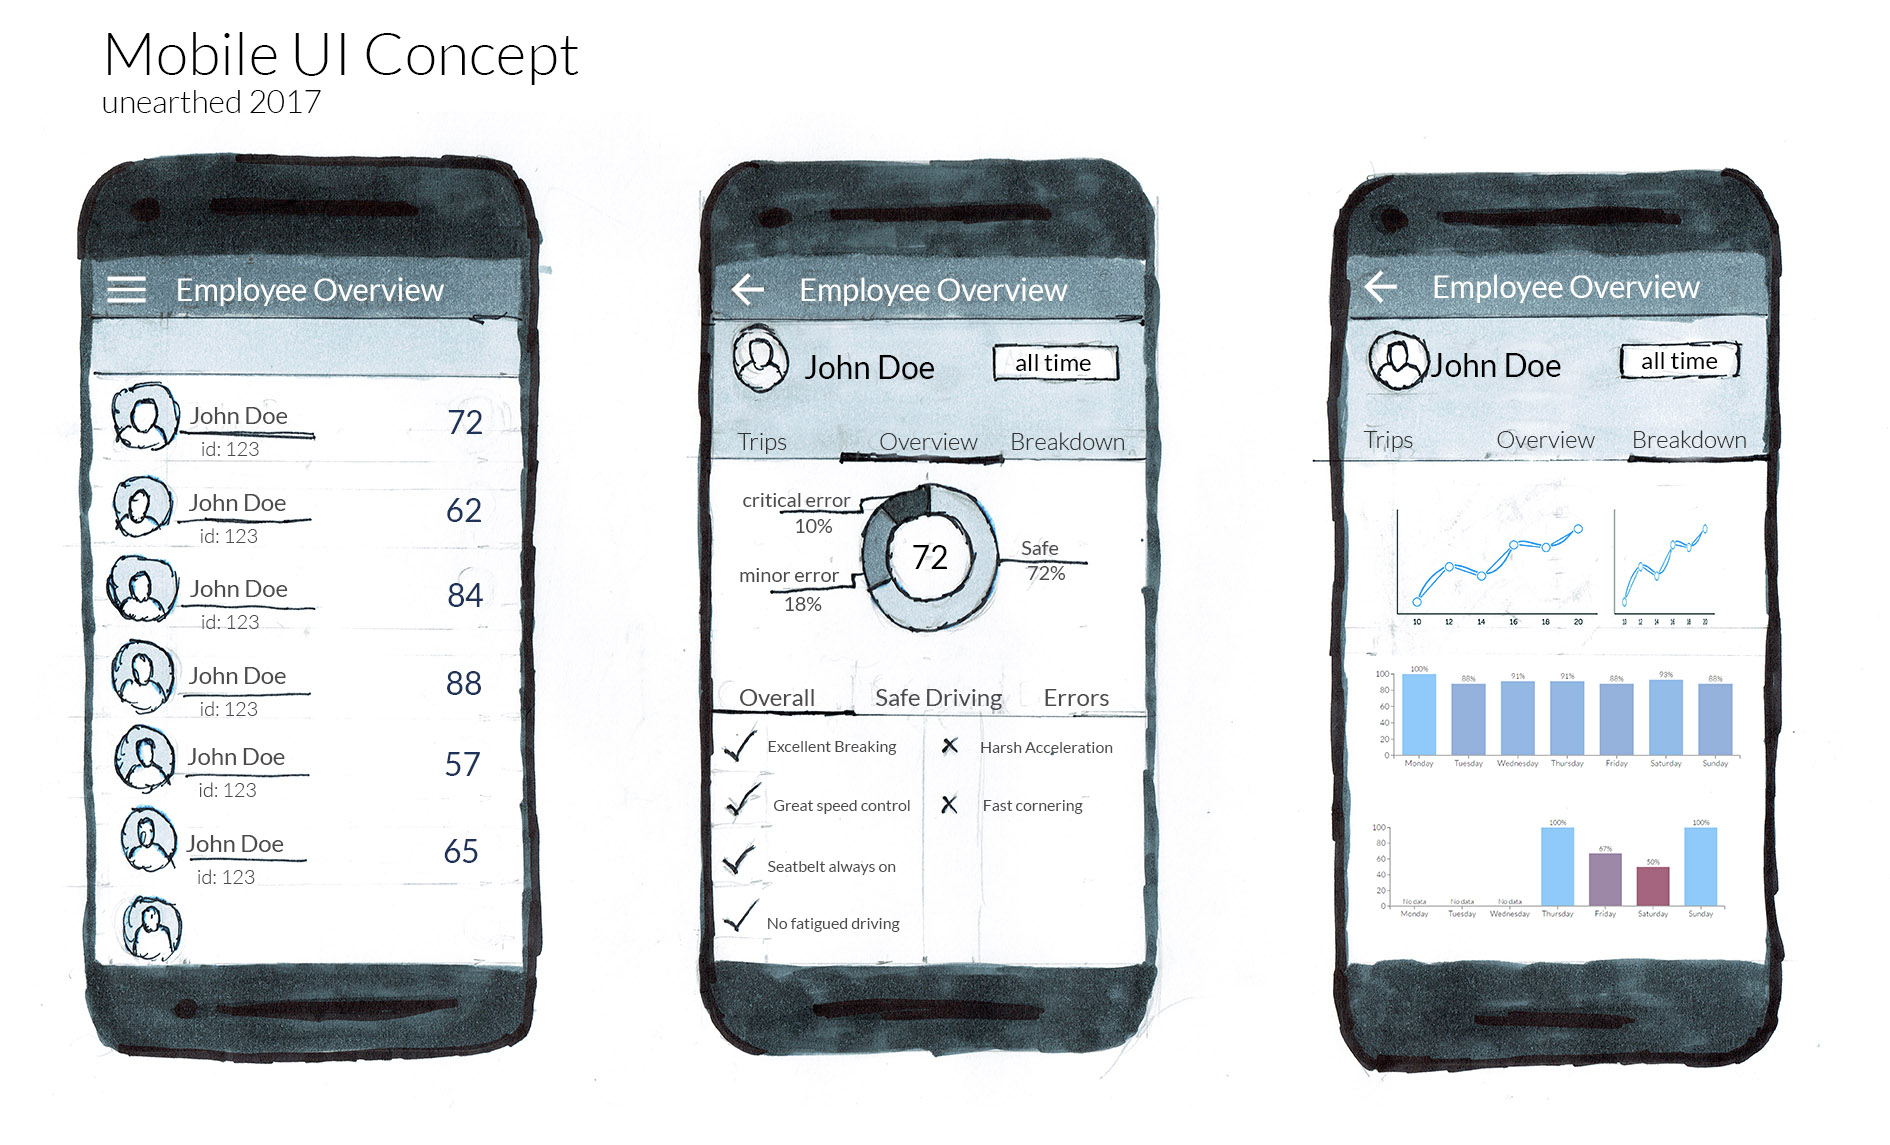 Mobile UI Concept
unearthed 2017
Employee Overview
John Doe
72
id: 123
John Doe
62
id: 123
John Doe
84
id: 123
John Doe
88
id: 123
John Doe
57
id: 123
John Doe
65
id: 123
Employee Overview
John Doe
all time
Trips Overview Breakdown
critical error
10%
minor error
18%
72
Safe
72%
Overall Safe Driving Errors
Excellent Breaking
Harsh Acceleration
Great speed control
Fast cornering
Seatbelt always on
No fatigued driving
Employee Overview
John Doe
all time
Trips Overview Breakdown
10 12 14 16 18 20
10 12 14 16 18 20
100% 88% 91% 91% 88% 93% 88%
100
80
60
40
20
0
Monday Tuesday Wednesday Thursday Friday Saturday Sunday
No data No data No data 100% 67% 50% 100%
100
80
60
40
20
0
Monday Tuesday Wednesday Thursday Friday Saturday Sunday